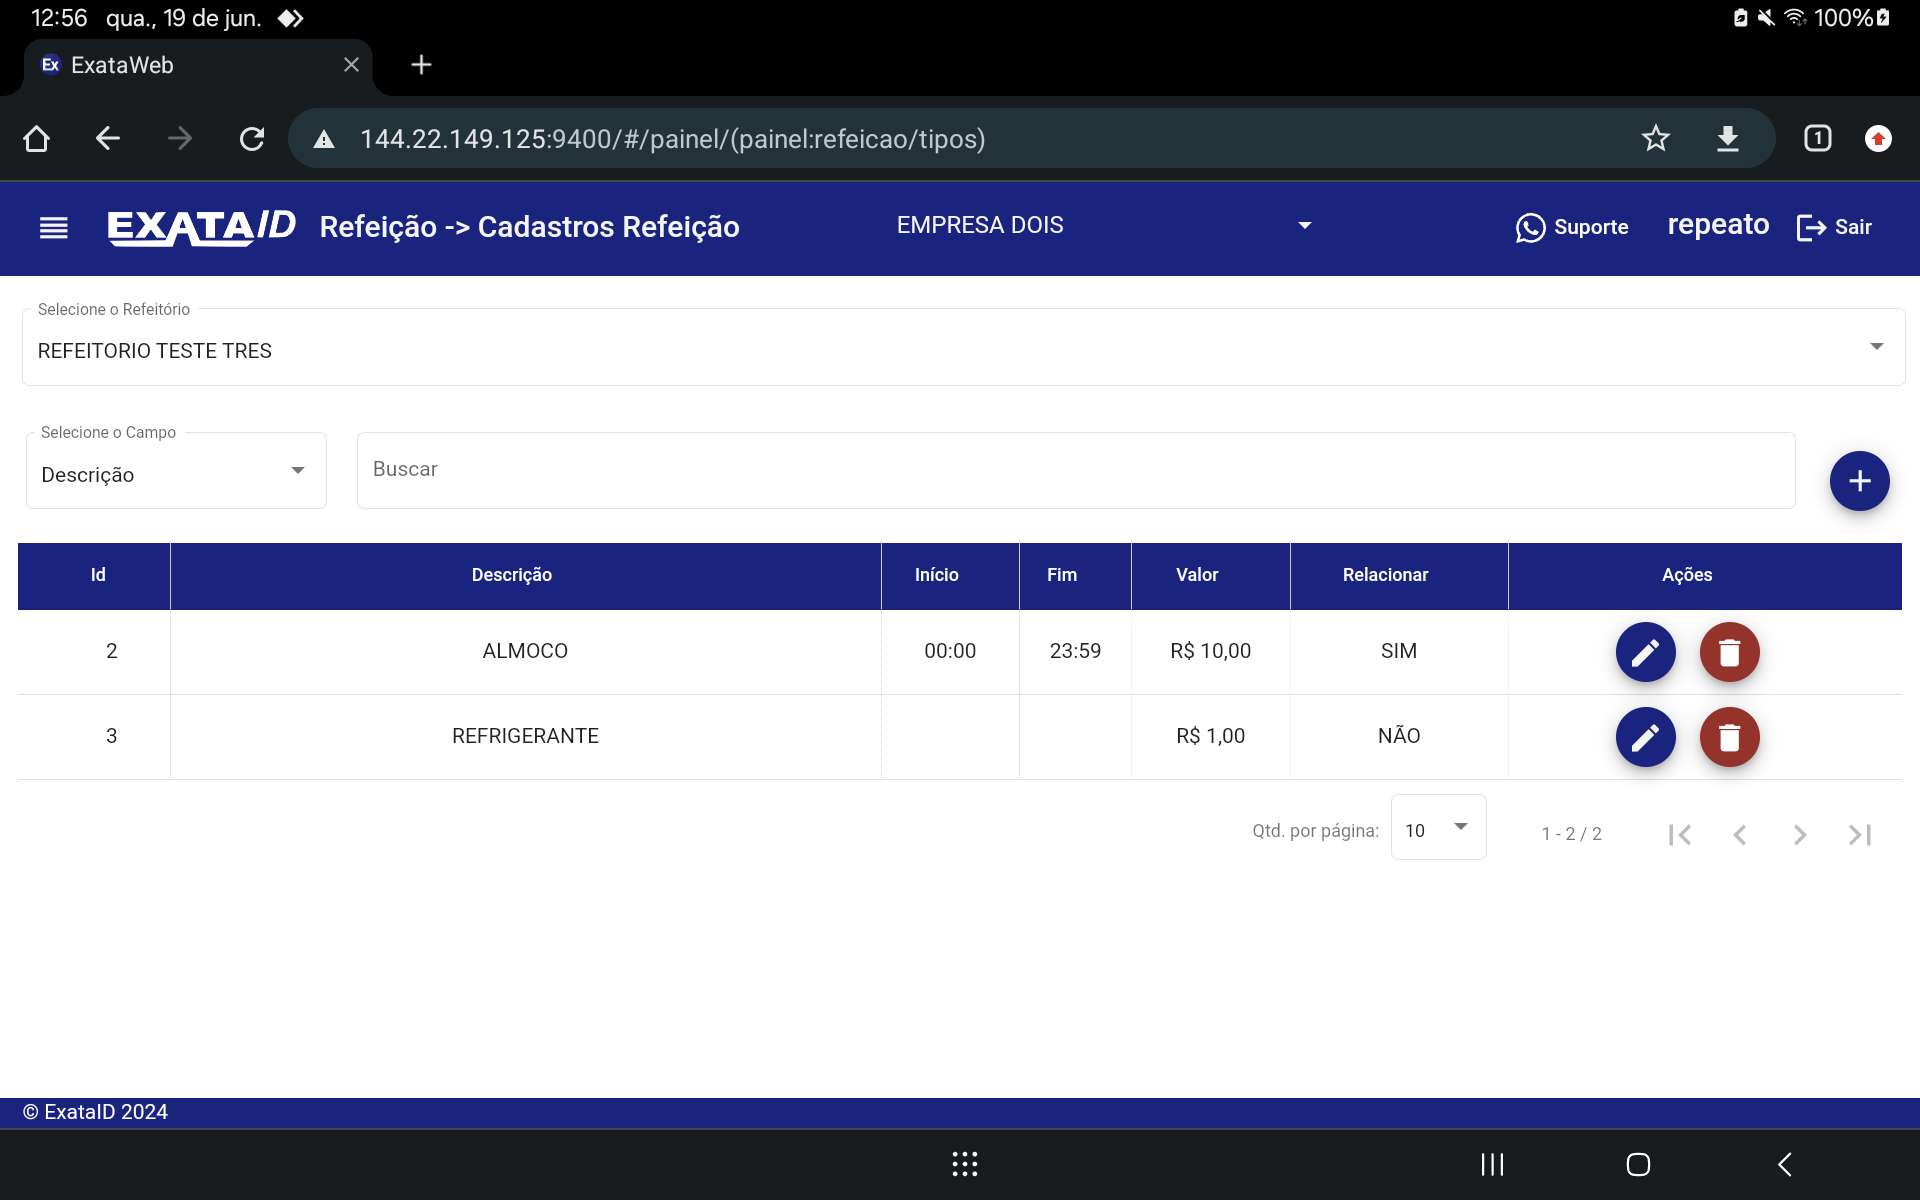 12:56 qua., 19 de jun. 100%
Ex ExataWeb
144.22.149.125:9400/#/painel/(painel:refeicao/tipos) 1
EXATAID Refeição -> Cadastros Refeição EMPRESA DOIS Suporte repeato Sair
Selecione o Refeitório
REFEITORIO TESTE TRES
Selecione o Campo
Descrição Buscar
Id Descrição Início Fim Valor Relacionar Ações
2 ALMOCO 00:00 23:59 R$ 10,00 SIM
3 REFRIGERANTE R$ 1,00 NÃO
Qtd. por página: 10 1 - 2 / 2
© ExataID 2024